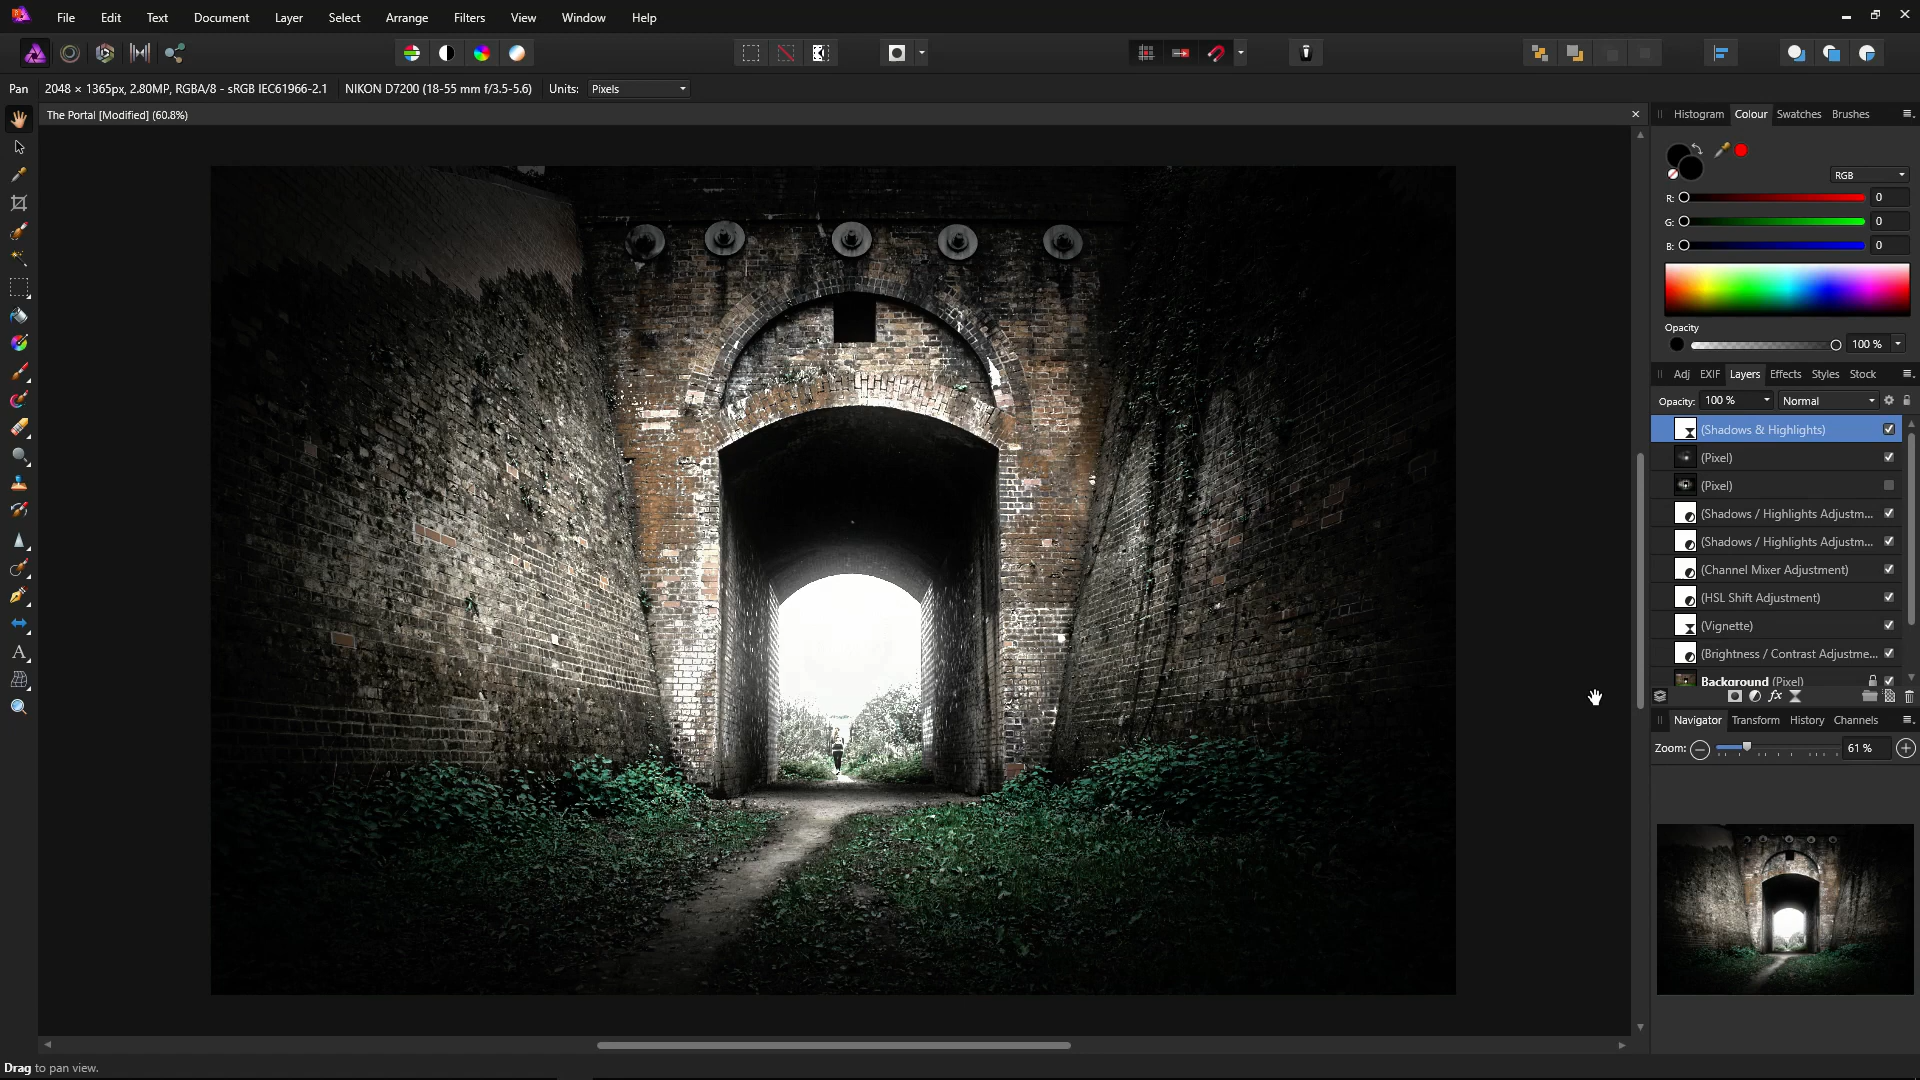 File Edit Text Document Layer Select Arrange Filters View Window Help
Pan 2048 × 1365px, 2.80MP, RGBA/8 - sRGB IEC61966-2.1 NIKON D7200 (18-55 mm f/3.5-5.6) Units: Pixels
The Portal [Modified] (60.8%)
Histogram Colour Swatches Brushes
RGB
R: 0
G: 0
B: 0
Opacity
100 %
Adj EXIF Layers Effects Styles Stock
Opacity: 100 % Normal
(Shadows & Highlights)
(Pixel)
(Pixel)
(Shadows / Highlights Adjustm...
(Shadows / Highlights Adjustm...
(Channel Mixer Adjustment)
(HSL Shift Adjustment)
(Vignette)
(Brightness / Contrast Adjustme...
Background (Pixel)
fx
Navigator Transform History Channels
Zoom: 61 %
Drag to pan view.